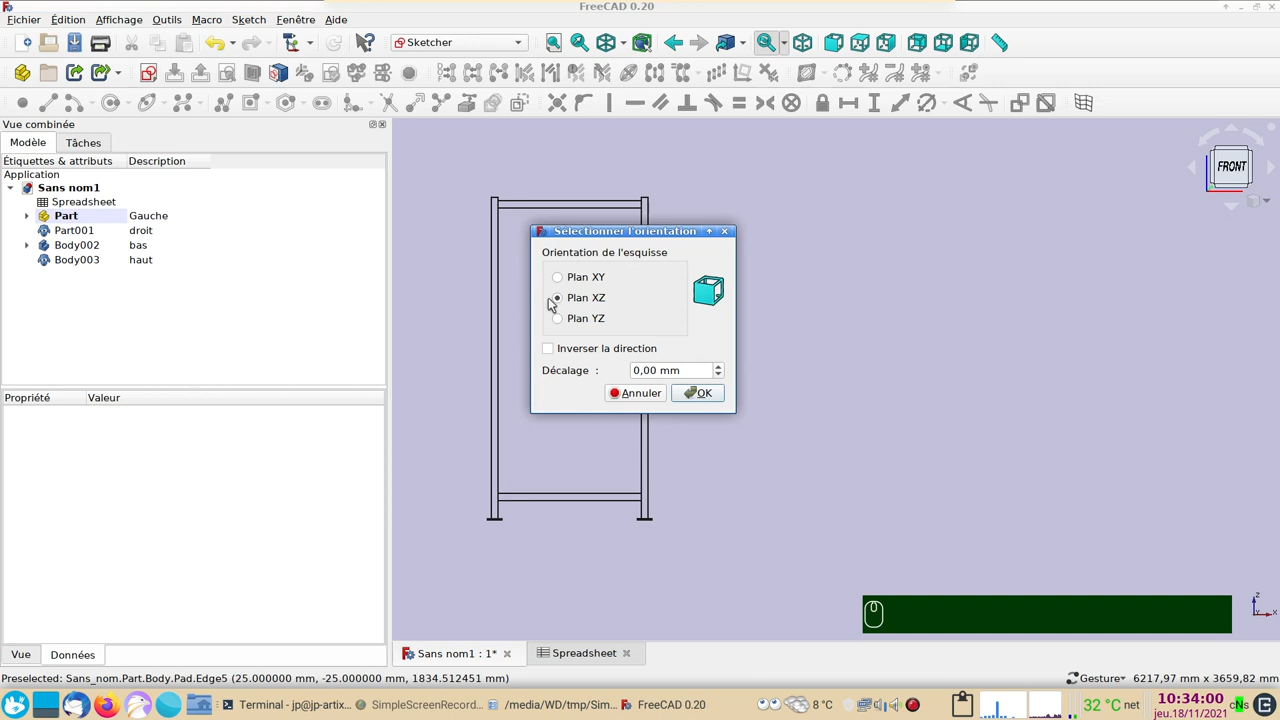 FreeCAD 0.20
Fichier Édition Affichage Outils Macro Sketch Fenêtre Aide
Sketcher
Vue combinée
Modèle Tâches
Étiquettes & attributs Description
Application
Sans nom1
Spreadsheet
Part Gauche
Part001 droit
Body002 bas
Body003 haut
Propriété Valeur
Vue Données
FRONT
Sélectionner l'orientation
Orientation de l'esquisse
Plan XY
Plan XZ
Plan YZ
Inverser la direction
Décalage : 0,00 mm
Annuler OK
z
x
Sans nom1 : 1* Spreadsheet
Preselected: Sans_nom.Part.Body.Pad.Edge5 (25.000000 mm, -25.000000 mm, 1834.512451 mm) Gesture 6217,97 mm x 3659,82 mm
Terminal - jp@jp-artix... SimpleScreenRecord... /media/WD/tmp/Sim... FreeCAD 0.20 8 °C 32 °C net 10:34:00 cNs
jeu.18/11/2021